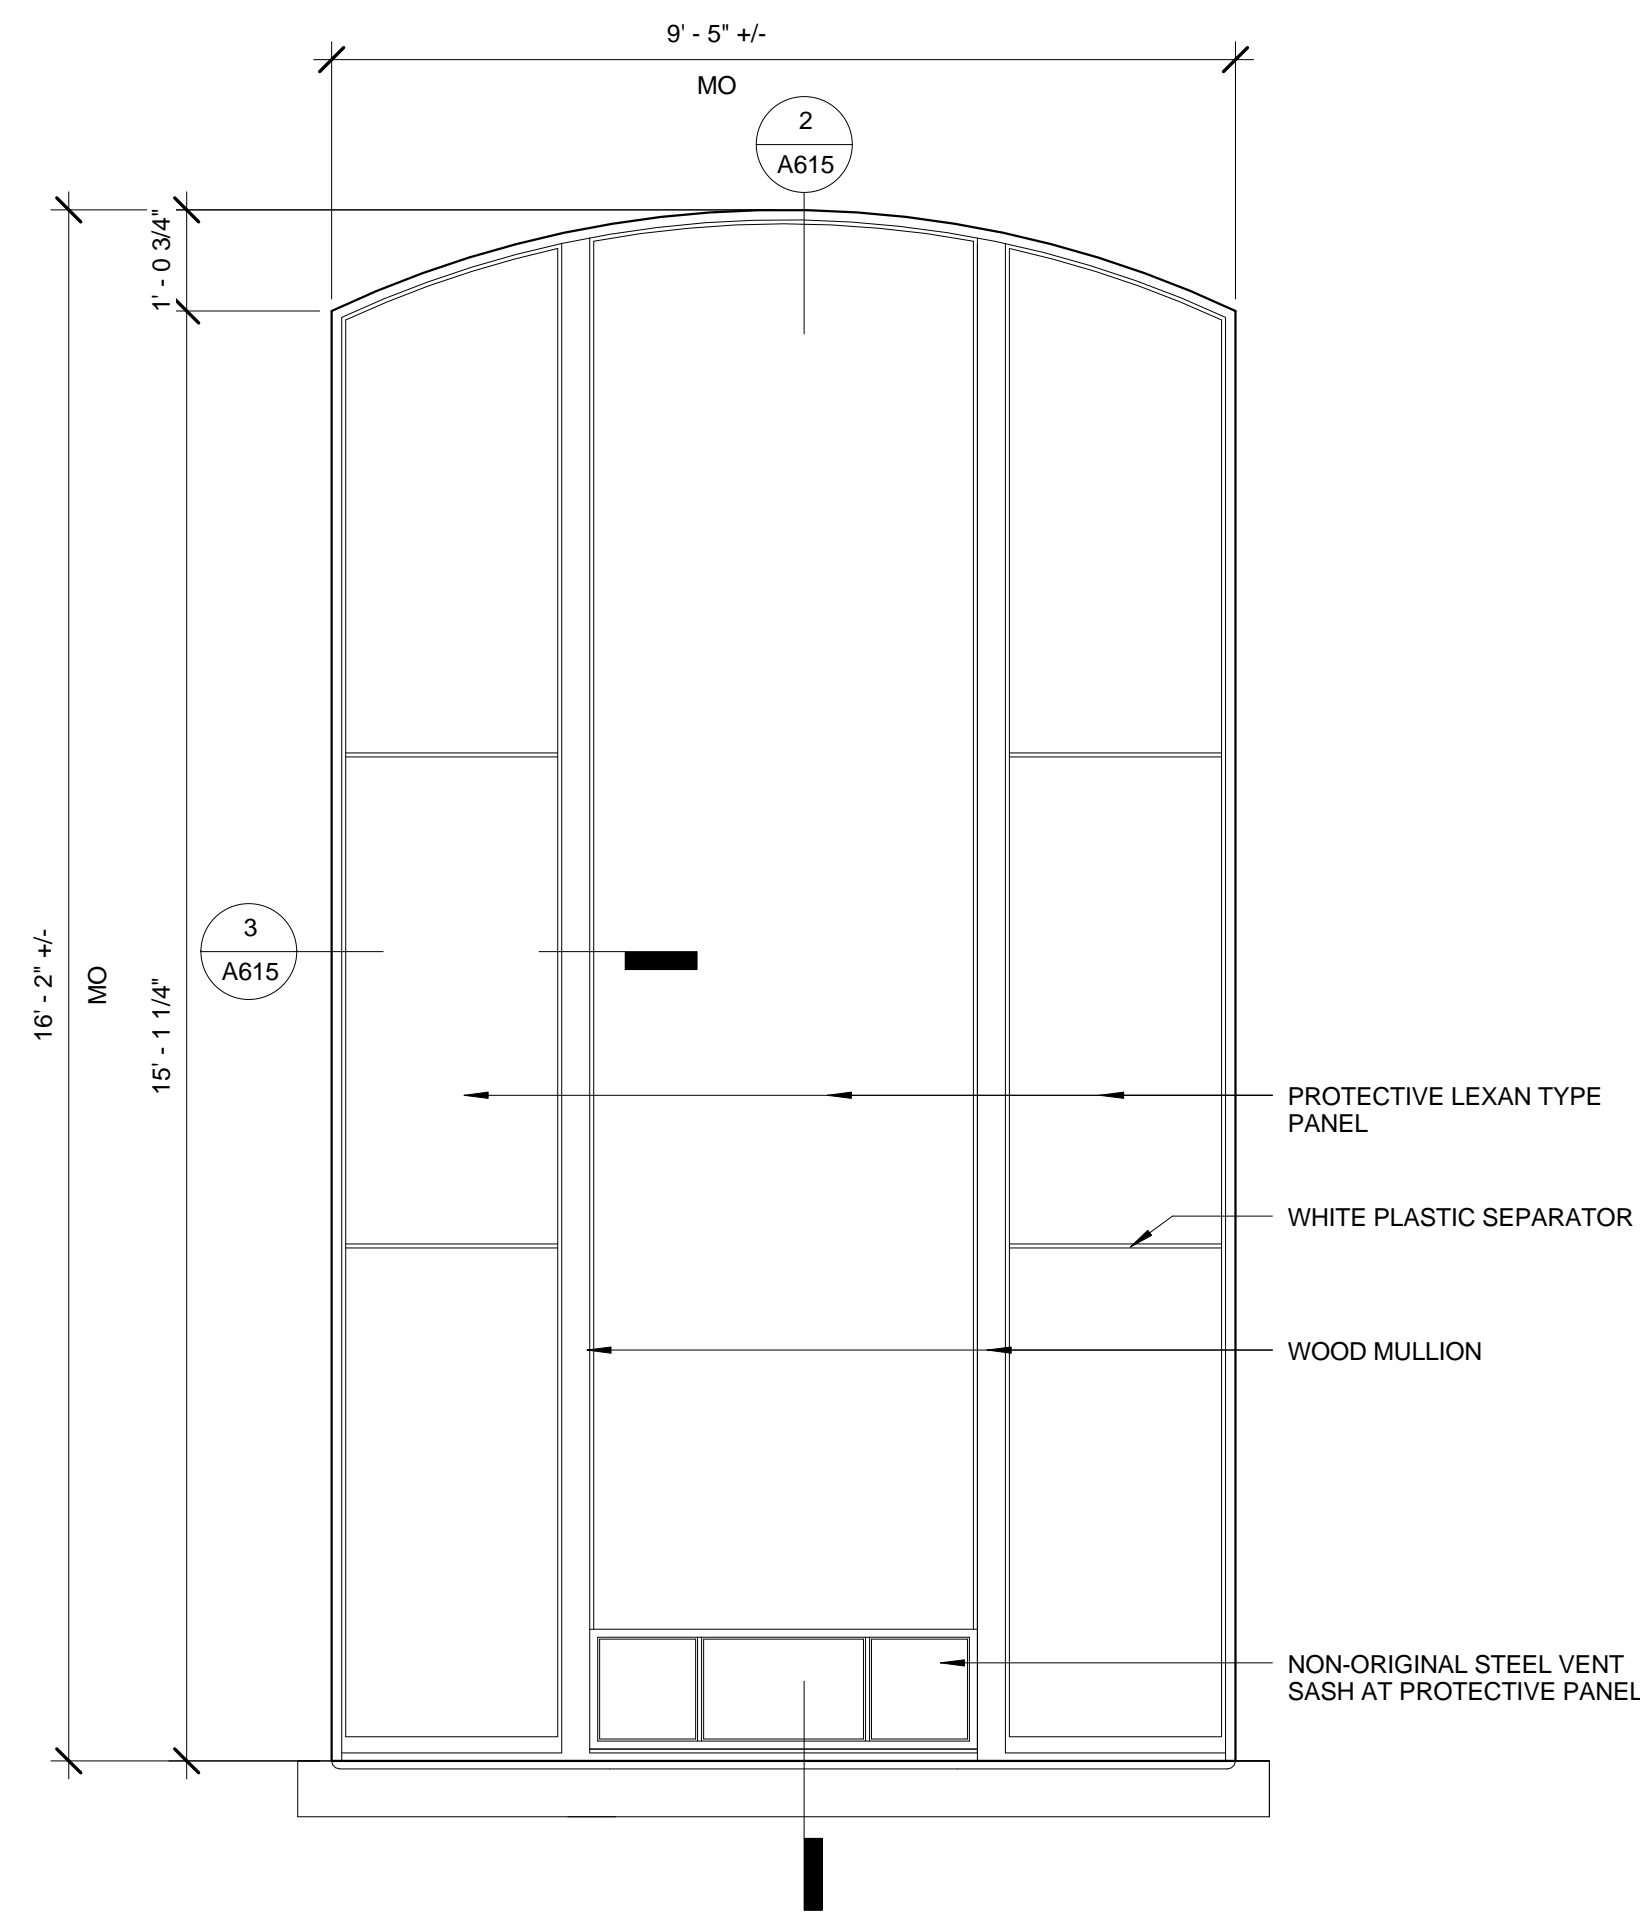 9' - 5" +/-
MO
2
A615
1' - 0 3/4"
16' - 2" +/-
MO
15' - 1 1/4"
3
A615
PROTECTIVE LEXAN TYPE
PANEL
WHITE PLASTIC SEPARATOR
WOOD MULLION
NON-ORIGINAL STEEL VENT
SASH AT PROTECTIVE PANEL